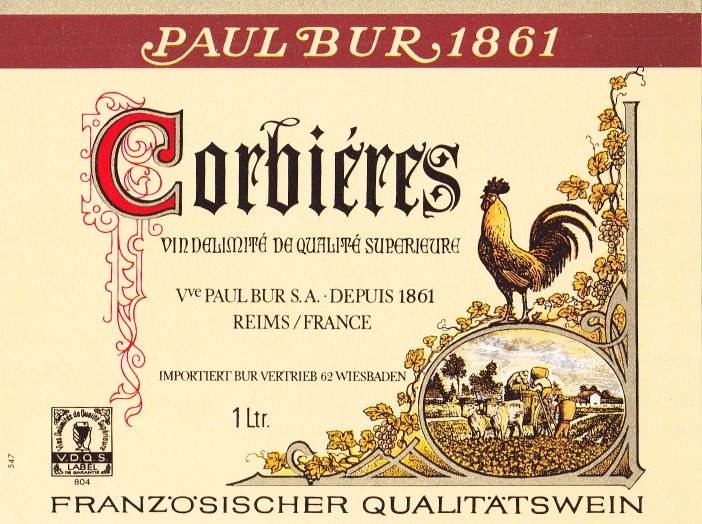 PAUL BUR 1861
Corbiéres
VIN DELIMITÉ DE QUALITÉ SUPERIEURE
Vve PAUL BUR S.A. · DEPUIS 1861
REIMS/FRANCE
IMPORTIERT BUR VERTRIEB 62 WIESBADEN
1 Ltr.
Vins Délimités de Qualité Supérieure
V.D.Q.S.
LABEL
DE GARANTIE
804
547
FRANZÖSISCHER QUALITÄTSWEIN